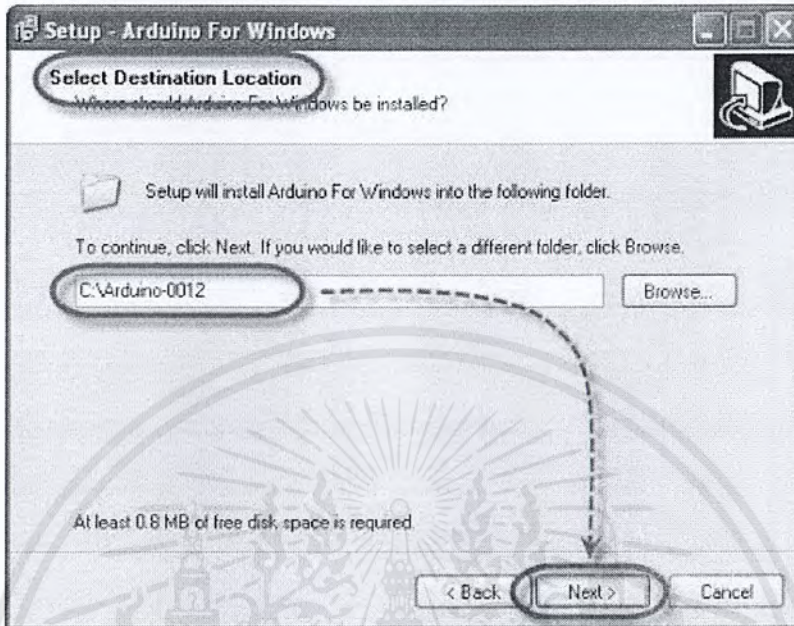 Setup - Arduino For Windows
Select Destination Location
Where should Arduino For Windows be installed?
Setup will install Arduino For Windows into the following folder.
To continue, click Next. If you would like to select a different folder, click Browse.
C:\Arduino-0012
Browse...
At least 0.8 MB of free disk space is required.
< Back
Next >
Cancel